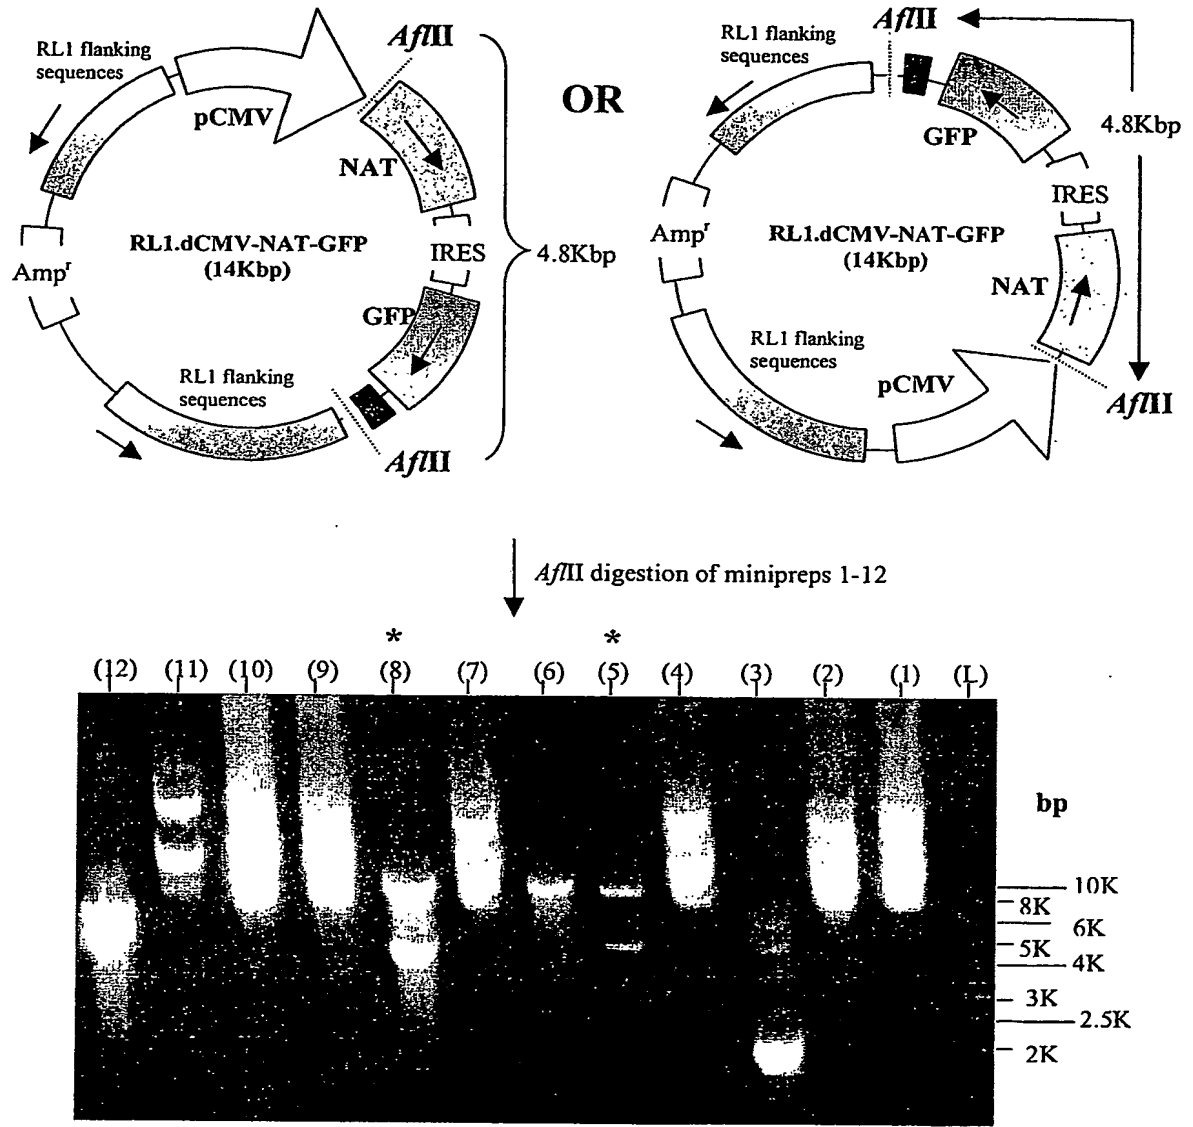 RL1 flanking
sequences
AflII
pCMV
NAT
RL1.dCMV-NAT-GFP
(14Kbp)
IRES
4.8Kbp
Ampr
GFP
RL1 flanking
sequences
AflII
OR
AflII
RL1 flanking
sequences
GFP
4.8Kbp
IRES
Ampr
RL1.dCMV-NAT-GFP
(14Kbp)
NAT
RL1 flanking
sequences
pCMV
AflII
AflII digestion of minipreps 1-12
* *
(12) (11) (10) (9) (8) (7) (6) (5) (4) (3) (2) (1) (L)
bp
10K
8K
6K
5K
4K
3K
2.5K
2K